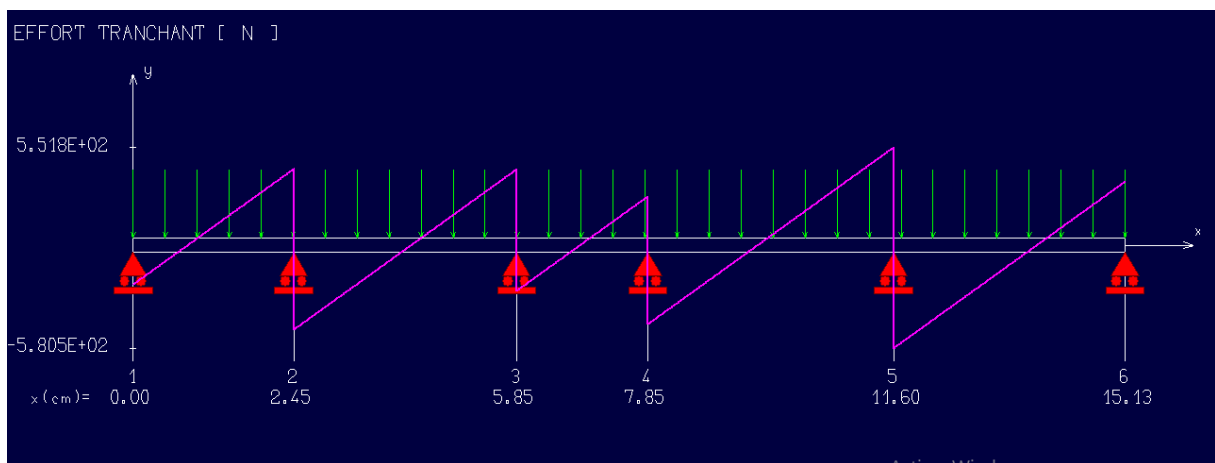 EFFORT TRANCHANT [ N ]
y
5.518E+02
x
-5.805E+02
1 2 3 4 5 6
x(cm)= 0.00 2.45 5.85 7.85 11.60 15.13